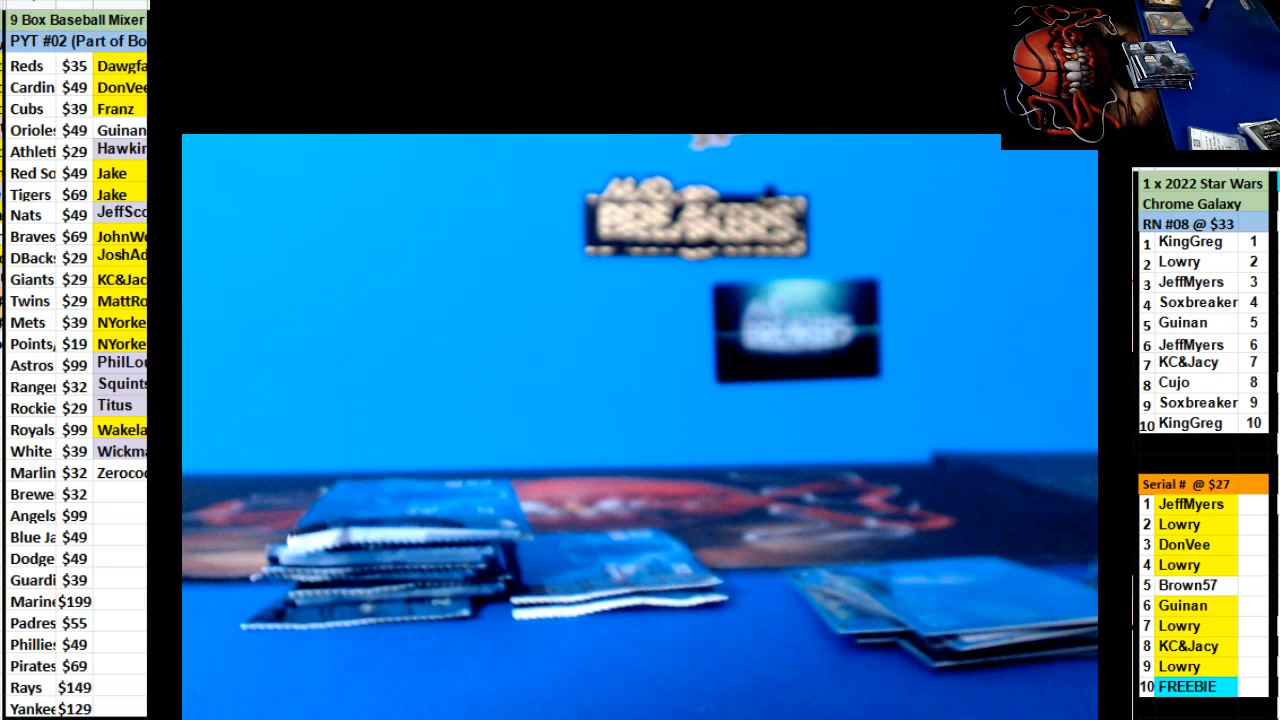 9 Box Baseball Mixer
PYT #02 (Part of Bo
Reds $35 Dawgfa
Cardin $49 DonVee
Cubs $39 Franz
Orioles $49 Guinan
Athleti $29 Hawkin
Red So $49 Jake
Tigers $69 Jake
Nats $49 JeffSco
Braves $69 JohnWo
DBacks $29 JoshAd
Giants $29 KC&Jac
Twins $29 MattRo
Mets $39 NYorke
Points/ $19 NYorke
Astros $99 PhilLou
Ranger $32 Squints
Rockie $29 Titus
Royals $99 Wakela
White $39 Wickma
Marlin $32 Zerococ
Brewe $32
Angels $99
Blue Ja $49
Dodge $49
Guardi $39
Marine $199
Padres $55
Phillies $49
Pirates $69
Rays $149
Yankee $129
BREAKERS
1 x 2022 Star Wars
Chrome Galaxy
RN #08 @ $33
1 KingGreg 1
2 Lowry 2
3 JeffMyers 3
4 Soxbreaker 4
5 Guinan 5
6 JeffMyers 6
7 KC&Jacy 7
8 Cujo 8
9 Soxbreaker 9
10 KingGreg 10
Serial # @ $27
1 JeffMyers
2 Lowry
3 DonVee
4 Lowry
5 Brown57
6 Guinan
7 Lowry
8 KC&Jacy
9 Lowry
10 FREEBIE